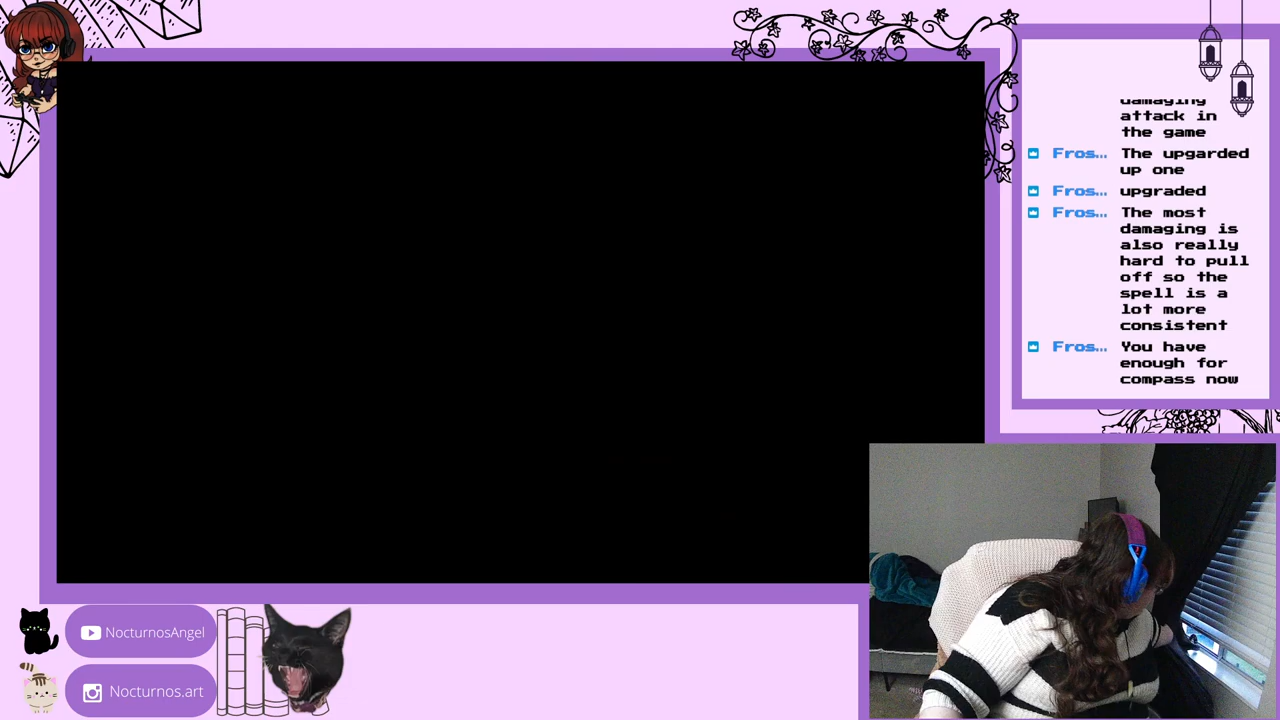 damaging
attack in
the game
Fros... The upgarded
up one
Fros... upgraded
Fros... The most
damaging is
also really
hard to pull
off so the
spell is a
lot more
consistent
Fros... You have
enough for
compass now
NocturnosAngel
Nocturnos.art